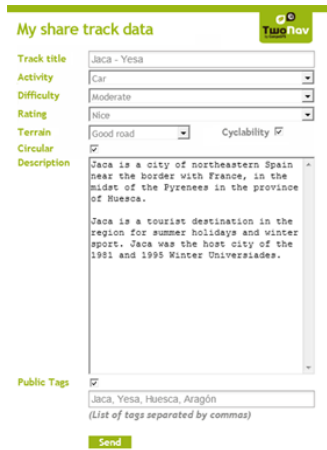 My share track data
TwoNav
Track title Jaca - Yesa
Activity Car
Difficulty Moderate
Rating Nice
Terrain Good road Cyclability
Circular
Description
Jaca is a city of northeastern Spain
near the border with France, in the
midst of the Pyrenees in the province
of Huesca.
Jaca is a tourist destination in the
region for summer holidays and winter
sport. Jaca was the host city of the
1981 and 1995 Winter Universiades.
Public Tags
Jaca, Yesa, Huesca, Aragón
(List of tags separated by commas)
Send